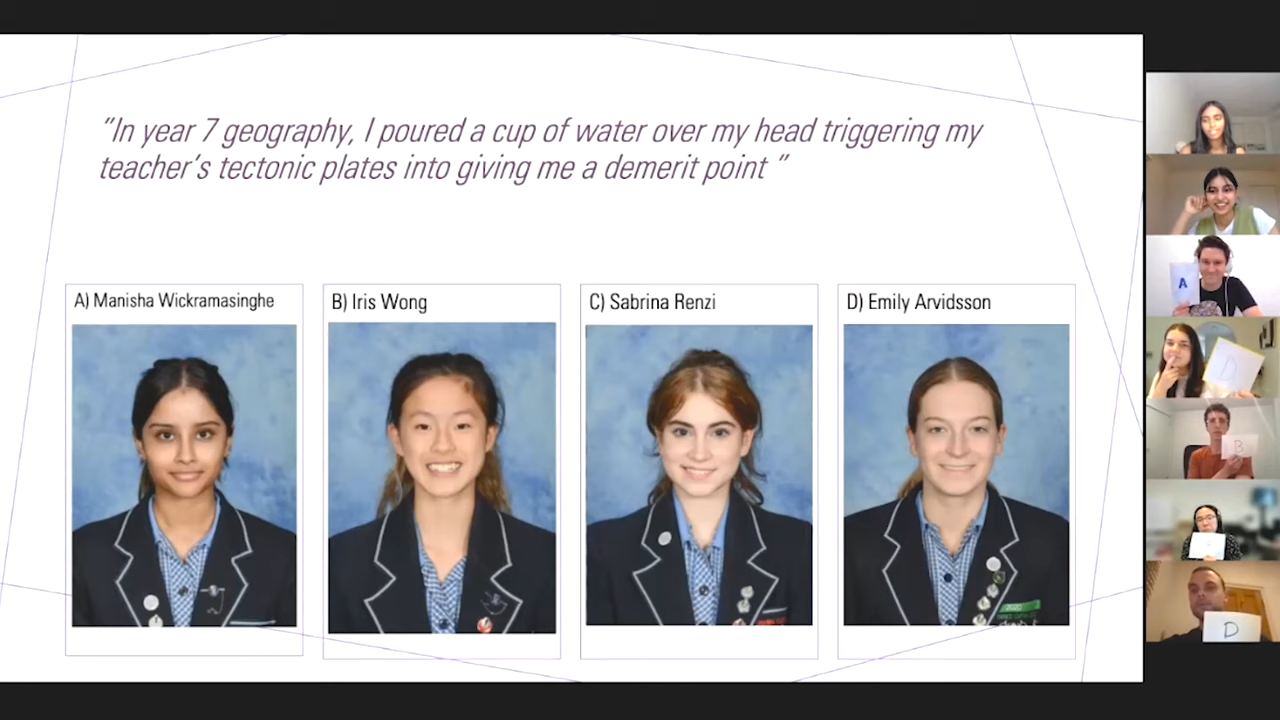 "In year 7 geography, I poured a cup of water over my head triggering my
teacher's tectonic plates into giving me a demerit point "
A) Manisha Wickramasinghe
B) Iris Wong
C) Sabrina Renzi
D) Emily Arvidsson
A
D
B
D
2020